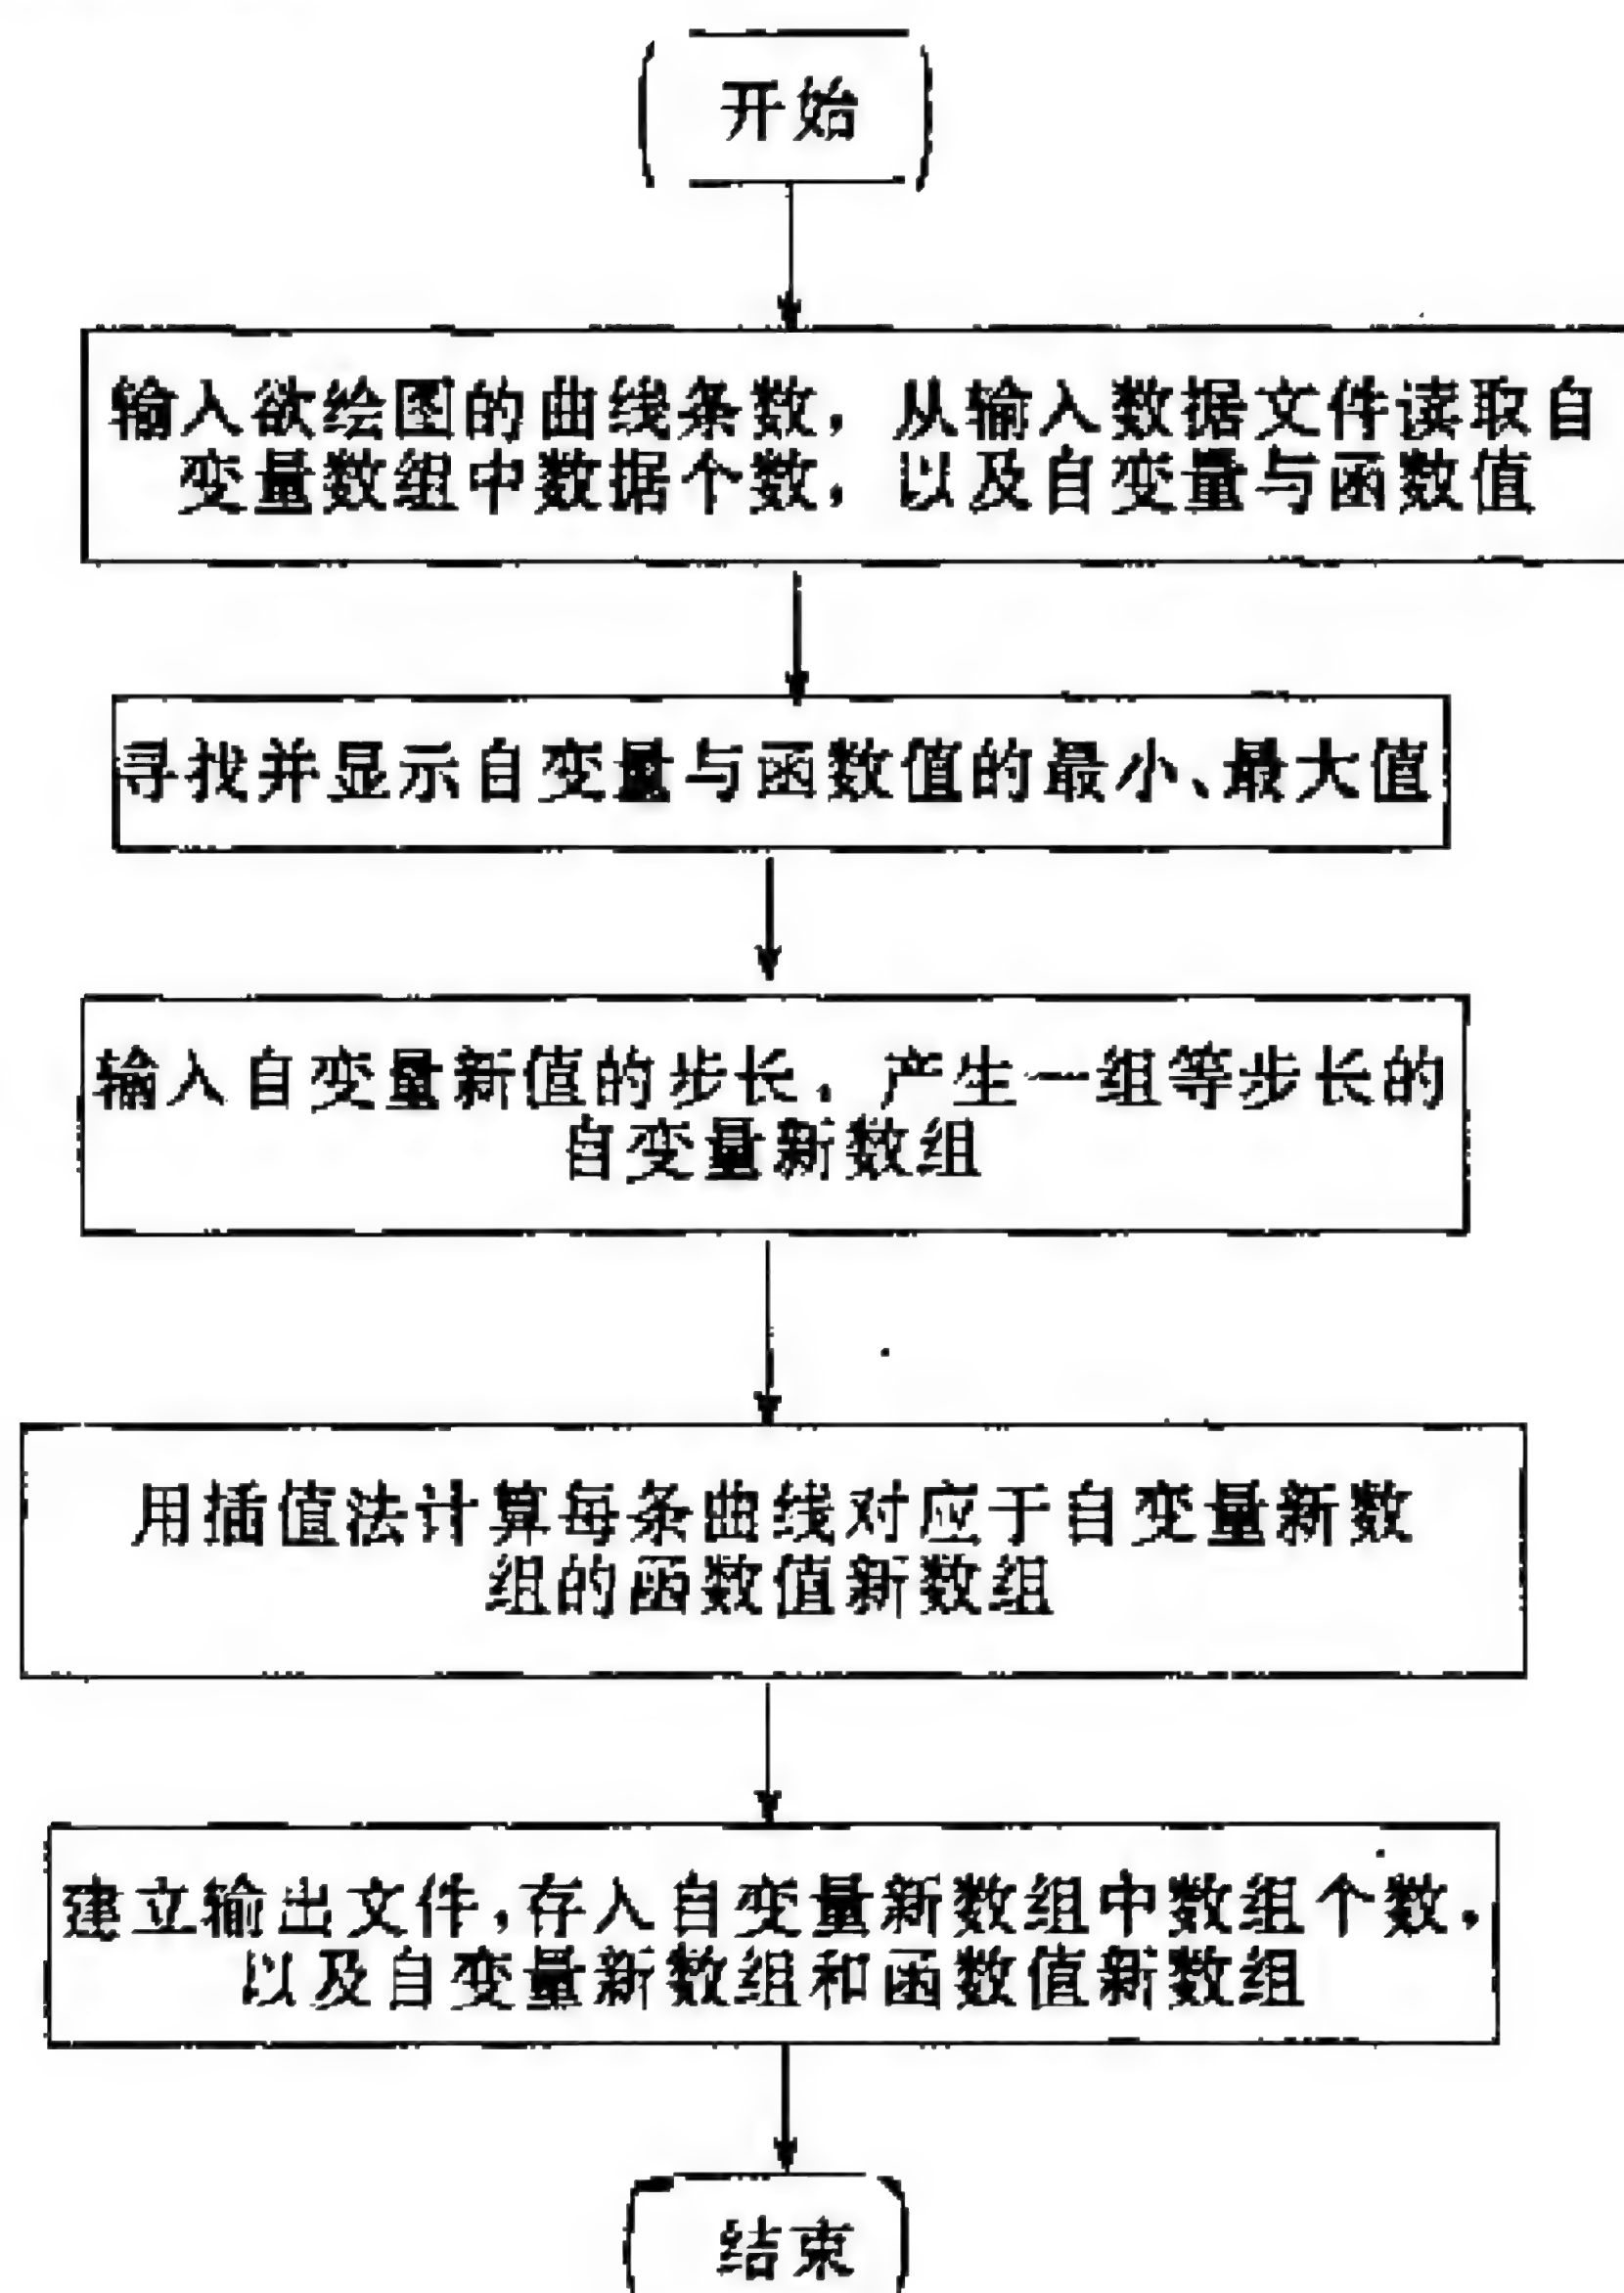 开始
输入欲绘图的曲线条数，从输入数据文件读取自
变量数组中数据个数，以及自变量与函数值
寻找并显示自变量与函数值的最小、最大值
输入自变量新值的步长，产生一组等步长的
自变量新数组
用插值法计算每条曲线对应于自变量新数
组的函数值新数组
建立输出文件，存入自变量新数组中数组个数，
以及自变量新数组和函数值新数组
结束